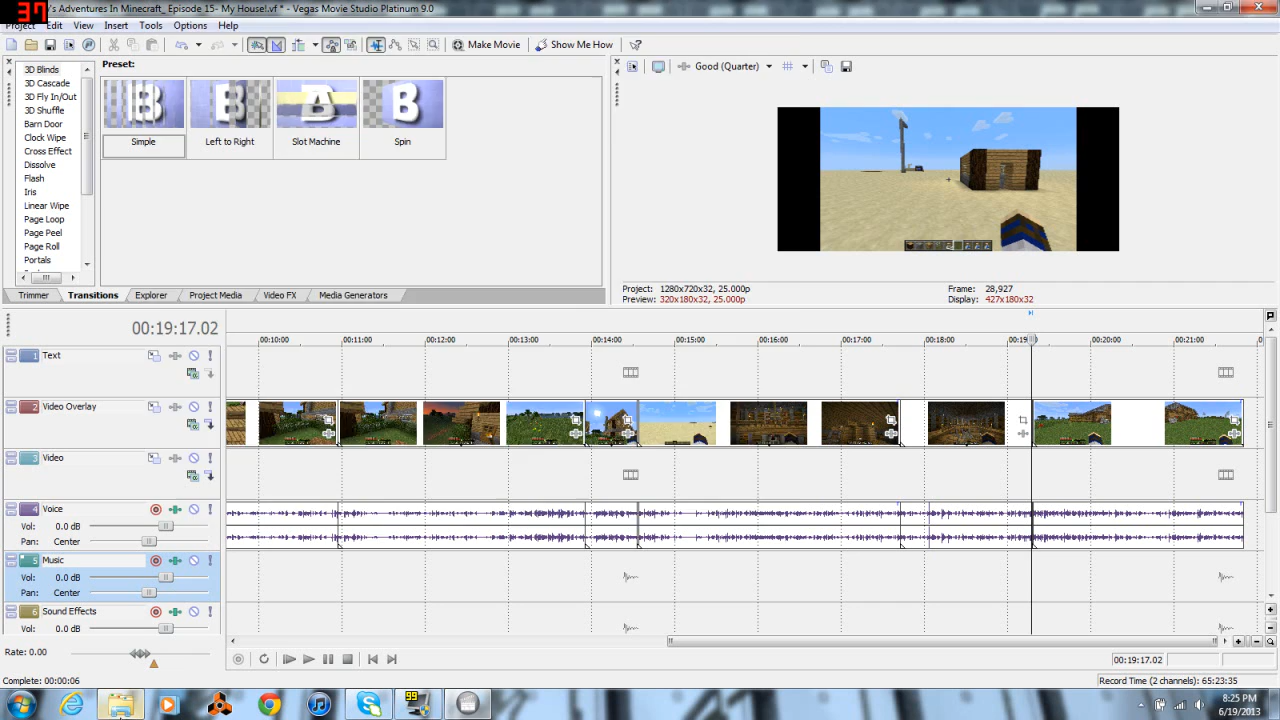 37
's Adventures In Minecraft_ Episode 15- My House!.vf * - Vegas Movie Studio Platinum 9.0
Project Edit View Insert Tools Options Help
Make Movie Show Me How
3D Blinds
3D Cascade
3D Fly In/Out
3D Shuffle
Barn Door
Clock Wipe
Cross Effect
Dissolve
Flash
Iris
Linear Wipe
Page Loop
Page Peel
Page Roll
Portals
Preset:
Simple Left to Right Slot Machine Spin
Trimmer Transitions Explorer Project Media Video FX Media Generators
Good (Quarter)
Project: 1280x720x32, 25.000p
Preview: 320x180x32, 25.000p
Frame: 28,927
Display: 427x180x32
00:19:17.02
00:10:00 00:11:00 00:12:00 00:13:00 00:14:00 00:15:00 00:16:00 00:17:00 00:18:00 00:19 00:20:00 00:21:00
1 Text
2 Video Overlay
3 Video
4 Voice
Vol: 0.0 dB
Pan: Center
5 Music
Vol: 0.0 dB
Pan: Center
6 Sound Effects
Vol: 0.0 dB
Rate: 0.00
00:19:17.02
Complete: 00:00:06
Record Time (2 channels): 65:23:35
99
8:25 PM
6/19/2013